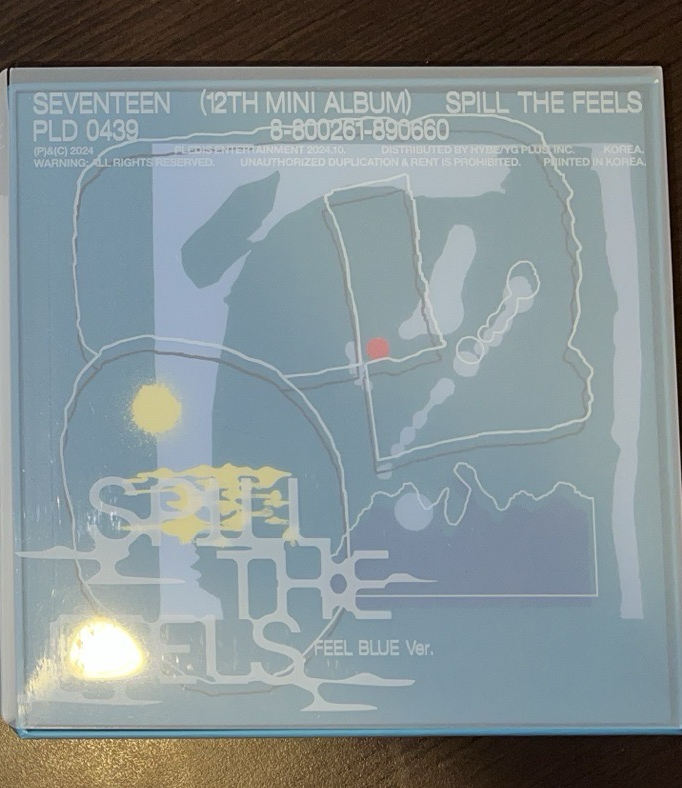 SEVENTEEN (12TH MINI ALBUM) SPILL THE FEELS
PLD 0439 8-800261-890660
(P)&(C) 2024 PLEDIS ENTERTAINMENT 2024.10. DISTRIBUTED BY HYBE/YG PLUS INC. KOREA.
WARNING: ALL RIGHTS RESERVED. UNAUTHORIZED DUPLICATION & RENT IS PROHIBITED. PRINTED IN KOREA.
SPILL
THE
FEELS
FEEL BLUE Ver.